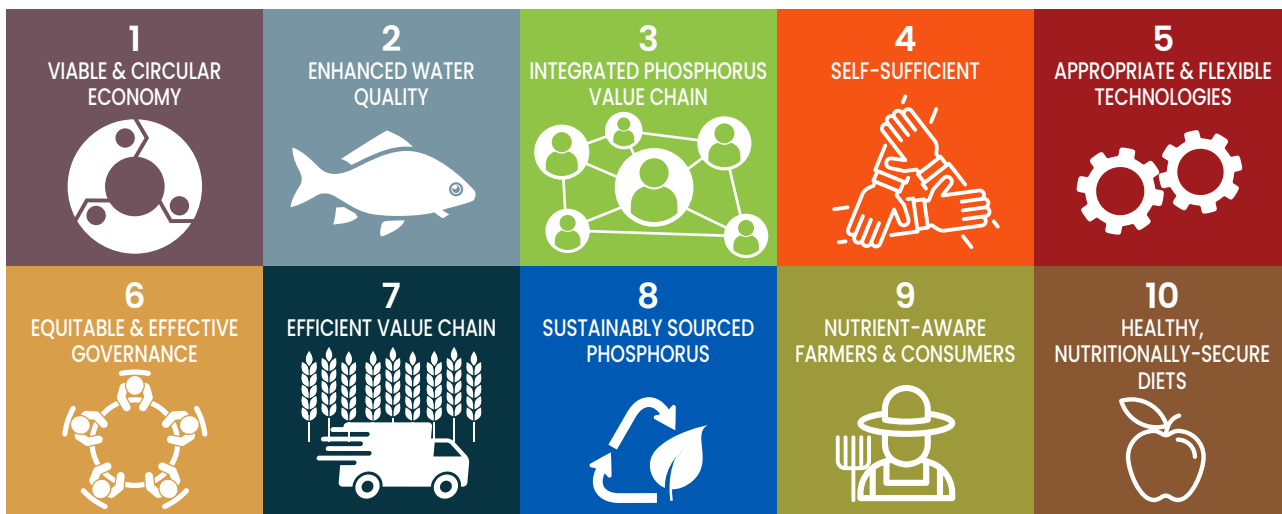 1
VIABLE & CIRCULAR
ECONOMY
2
ENHANCED WATER
QUALITY
3
INTEGRATED PHOSPHORUS
VALUE CHAIN
4
SELF-SUFFICIENT
5
APPROPRIATE & FLEXIBLE
TECHNOLOGIES
6
EQUITABLE & EFFECTIVE
GOVERNANCE
7
EFFICIENT VALUE CHAIN
8
SUSTAINABLY SOURCED
PHOSPHORUS
9
NUTRIENT-AWARE
FARMERS & CONSUMERS
10
HEALTHY,
NUTRITIONALLY-SECURE
DIETS